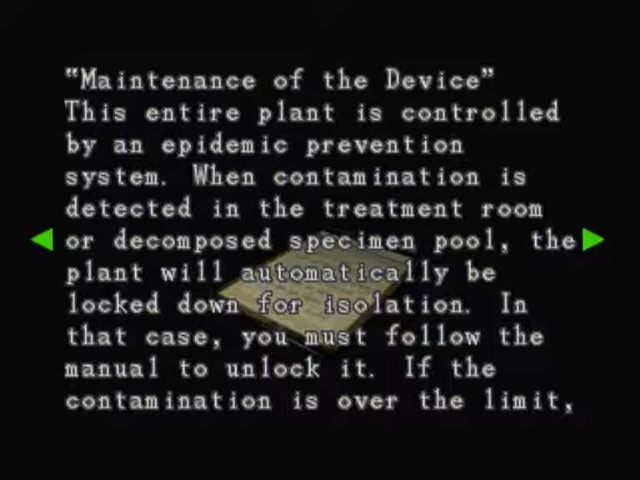 "Maintenance of the Device"
This entire plant is controlled
by an epidemic prevention
system. When contamination is
detected in the treatment room
or decomposed specimen pool, the
plant will automatically be
locked down for isolation. In
that case, you must follow the
manual to unlock it. If the
contamination is over the limit,